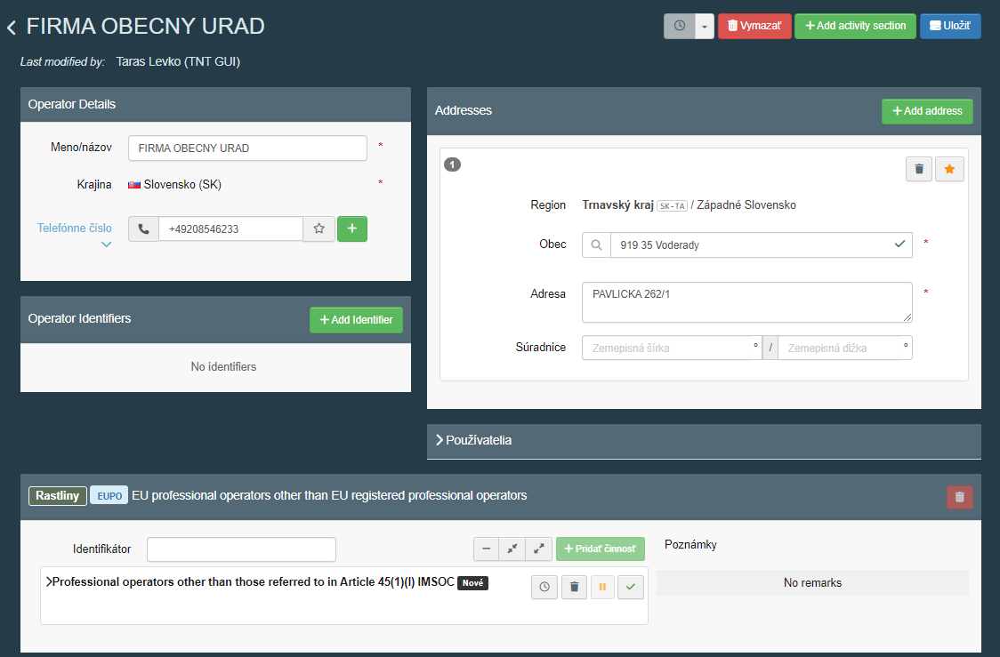 FIRMA OBECNY URAD
Vymazať
Add activity section
Uložiť
Last modified by: Taras Levko (TNT GUI)
Operator Details
Meno/názov FIRMA OBECNY URAD *
Krajina Slovensko (SK) *
Telefónne číslo +49208546233
Operator Identifiers
Add Identifier
No identifiers
Addresses
Add address
1
Region Trnavský kraj SK-TA / Západné Slovensko
Obec 919 35 Voderady *
Adresa PAVLICKA 262/1 *
Súradnice Zemepisná šírka ° / Zemepisná dĺžka °
Používatelia
Rastliny EUPO EU professional operators other than EU registered professional operators
Identifikátor
Pridať činnosť
Professional operators other than those referred to in Article 45(1)(l) IMSOC Nové
Poznámky
No remarks